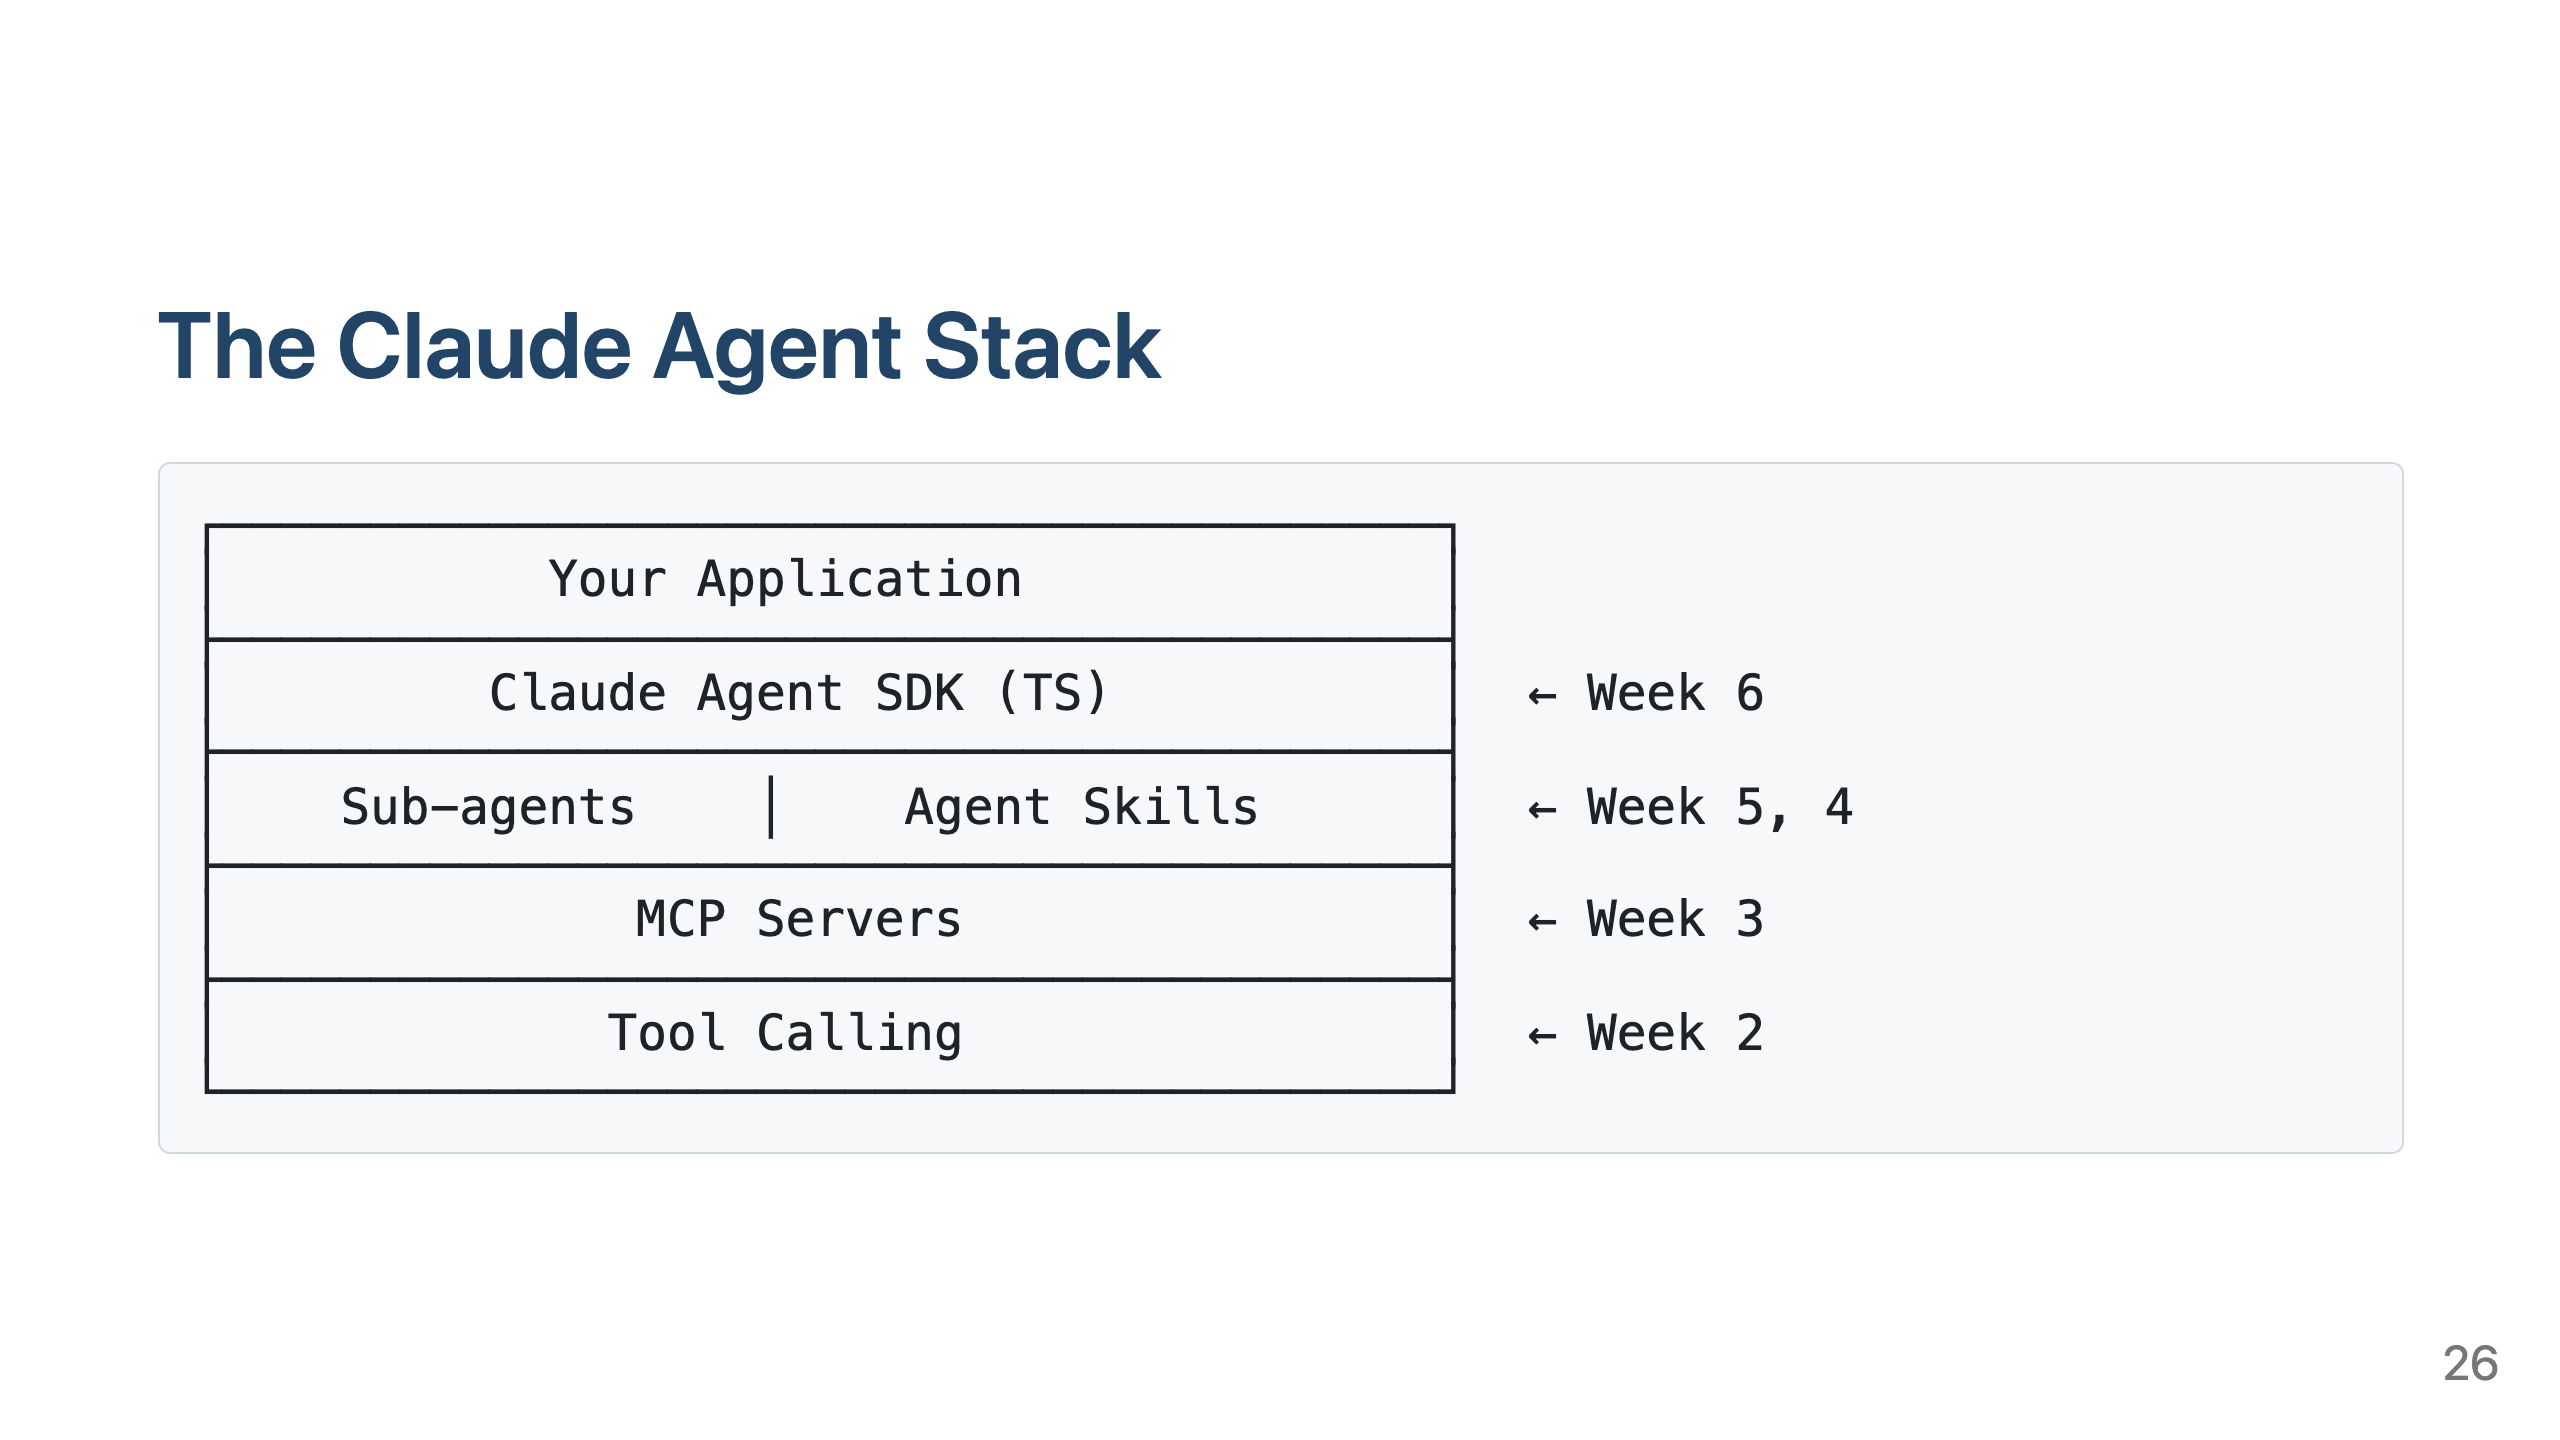 The Claude Agent Stack
Your Application
Claude Agent SDK (TS) ← Week 6
Sub-agents | Agent Skills ← Week 5, 4
MCP Servers ← Week 3
Tool Calling ← Week 2
26